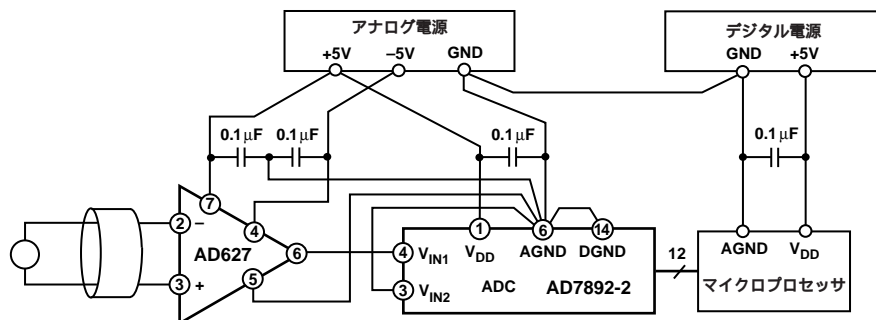 アナログ電源
+5V –5V GND
デジタル電源
GND +5V
0.1μF 0.1μF 0.1μF 0.1μF
7
2 –
4
AD627
6
5
3 +
1 6 14
4 VIN1 VDD AGND DGND
3 VIN2 ADC AD7892-2
12
AGND VDD
マイクロプロセッサ